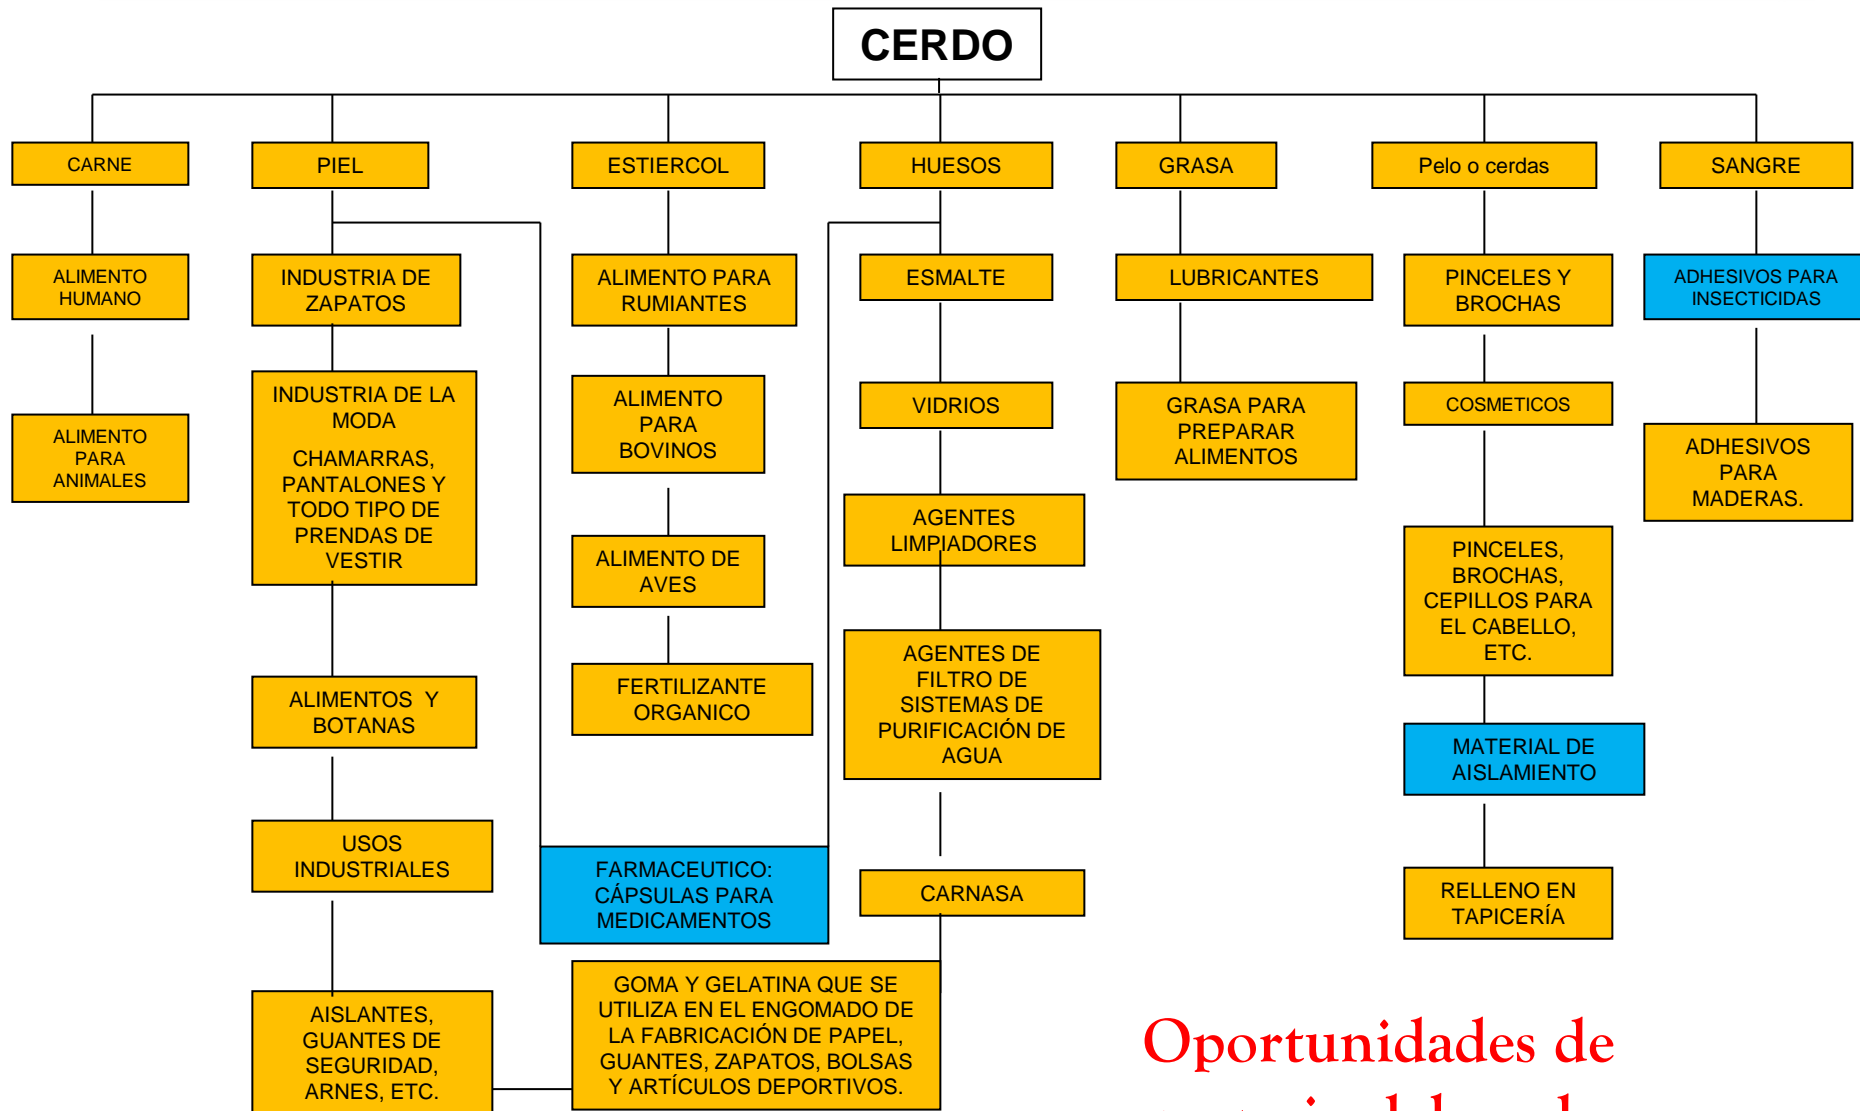 CERDO
CARNE
PIEL
ESTIERCOL
HUESOS
GRASA
Pelo o cerdas
SANGRE
ALIMENTO
HUMANO
INDUSTRIA DE
ZAPATOS
ALIMENTO PARA
RUMIANTES
ESMALTE
LUBRICANTES
PINCELES Y
BROCHAS
ADHESIVOS PARA
INSECTICIDAS
ALIMENTO
PARA
ANIMALES
INDUSTRIA DE LA
MODA
CHAMARRAS,
PANTALONES Y
TODO TIPO DE
PRENDAS DE
VESTIR
ALIMENTO
PARA
BOVINOS
VIDRIOS
GRASA PARA
PREPARAR
ALIMENTOS
COSMETICOS
ADHESIVOS
PARA
MADERAS.
AGENTES
LIMPIADORES
ALIMENTO DE
AVES
PINCELES,
BROCHAS,
CEPILLOS PARA
EL CABELLO,
ETC.
ALIMENTOS Y
BOTANAS
FERTILIZANTE
ORGANICO
AGENTES DE
FILTRO DE
SISTEMAS DE
PURIFICACIÓN DE
AGUA
MATERIAL DE
AISLAMIENTO
USOS
INDUSTRIALES
FARMACEUTICO:
CÁPSULAS PARA
MEDICAMENTOS
CARNASA
RELLENO EN
TAPICERÍA
AISLANTES,
GUANTES DE
SEGURIDAD,
ARNES, ETC.
GOMA Y GELATINA QUE SE
UTILIZA EN EL ENGOMADO DE
LA FABRICACIÓN DE PAPEL,
GUANTES, ZAPATOS, BOLSAS
Y ARTÍCULOS DEPORTIVOS.
Oportunidades de